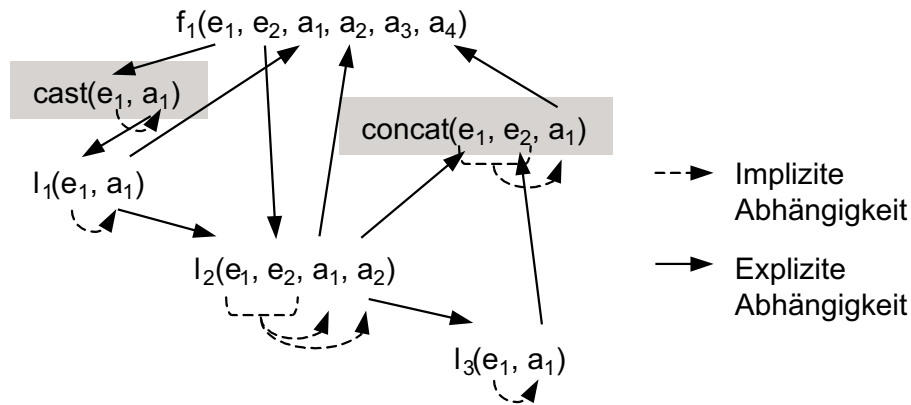 f₁(e₁, e₂, a₁, a₂, a₃, a₄)
cast(e₁, a₁)
concat(e₁, e₂, a₁)
l₁(e₁, a₁)
l₂(e₁, e₂, a₁, a₂)
l₃(e₁, a₁)
Implizite
Abhängigkeit
Explizite
Abhängigkeit